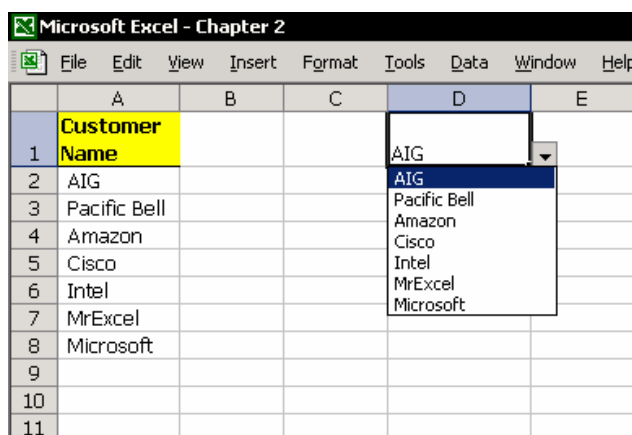 Microsoft Excel - Chapter 2
File Edit View Insert Format Tools Data Window Help
A B C D E
Customer
1 Name AIG
2 AIG AIG
3 Pacific Bell Pacific Bell
4 Amazon Amazon
Cisco
5 Cisco Intel
6 Intel MrExcel
7 MrExcel Microsoft
8 Microsoft
9
10
11